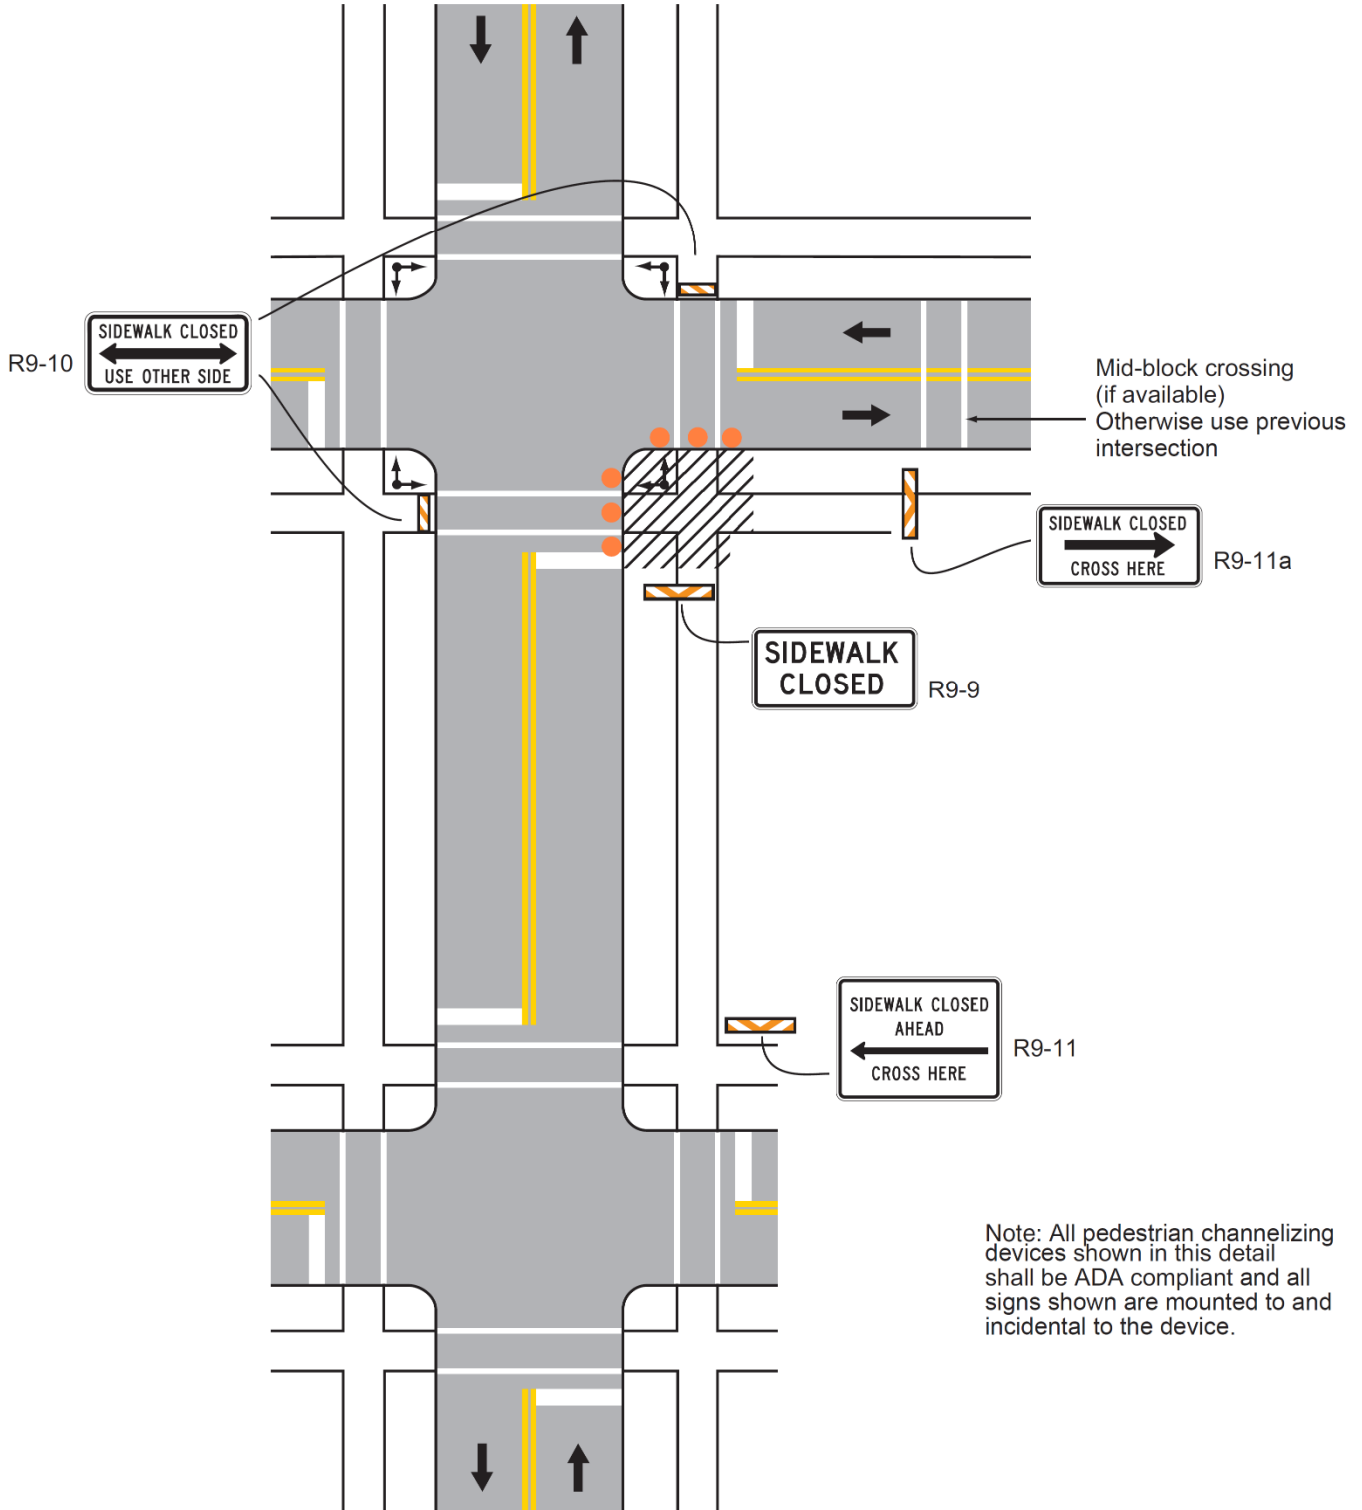 SIDEWALK CLOSED
USE OTHER SIDE
R9-10
Mid-block crossing
(if available)
Otherwise use previous
intersection
SIDEWALK CLOSED
CROSS HERE
R9-11a
SIDEWALK
CLOSED
R9-9
SIDEWALK CLOSED
AHEAD
CROSS HERE
R9-11
Note: All pedestrian channelizing
devices shown in this detail
shall be ADA compliant and all
signs shown are mounted to and
incidental to the device.